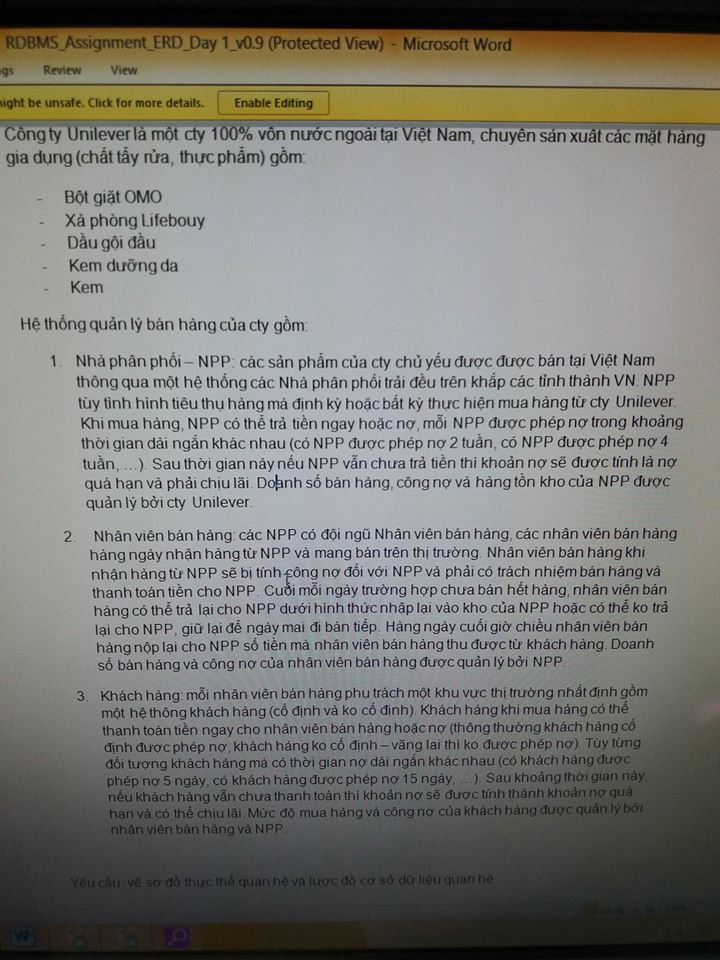 RDBMS_Assignment_ERD_Day 1_v0.9 (Protected View) - Microsoft Word
gs Review View
might be unsafe. Click for more details. Enable Editing
Công ty Unilever là một cty 100% vốn nước ngoài tại Việt Nam, chuyên sản xuất các mặt hàng
gia dụng (chất tẩy rửa, thực phẩm) gồm:
- Bột giặt OMO
- Xà phòng Lifebouy
- Dầu gội đầu
- Kem dưỡng da
- Kem
Hệ thống quản lý bán hàng của cty gồm:
1. Nhà phân phối – NPP: các sản phẩm của cty chủ yếu được được bán tại Việt Nam
thông qua một hệ thống các Nhà phân phối trải đều trên khắp các tỉnh thành VN. NPP
tùy tình hình tiêu thụ hàng mà định kỳ hoặc bất kỳ thực hiện mua hàng từ cty Unilever.
Khi mua hàng, NPP có thể trả tiền ngay hoặc nợ, mỗi NPP được phép nợ trong khoảng
thời gian dài ngắn khác nhau (có NPP được phép nợ 2 tuần, có NPP được phép nợ 4
tuần, ...). Sau thời gian này nếu NPP vẫn chưa trả tiền thì khoản nợ sẽ được tính là nợ
quá hạn và phải chịu lãi. Doanh số bán hàng, công nợ và hàng tồn kho của NPP được
quản lý bởi cty Unilever.
2. Nhân viên bán hàng: các NPP có đội ngũ Nhân viên bán hàng, các nhân viên bán hàng
hàng ngày nhận hàng từ NPP và mang bán trên thị trường. Nhân viên bán hàng khi
nhận hàng từ NPP sẽ bị tính công nợ đối với NPP và phải có trách nhiệm bán hàng và
thanh toán tiền cho NPP. Cuối mỗi ngày trường hợp chưa bán hết hàng, nhân viên bán
hàng có thể trả lại cho NPP dưới hình thức nhập lại vào kho của NPP hoặc có thể ko trả
lại cho NPP, giữ lại để ngày mai đi bán tiếp. Hàng ngày cuối giờ chiều nhân viên bán
hàng nộp lại cho NPP số tiền mà nhân viên bán hàng thu được từ khách hàng. Doanh
số bán hàng và công nợ của nhân viên bán hàng được quản lý bởi NPP.
3. Khách hàng: mỗi nhân viên bán hàng phụ trách một khu vực thị trường nhất định gồm
một hệ thông khách hàng (cố định và ko cố định). Khách hàng khi mua hàng có thể
thanh toán tiền ngay cho nhân viên bán hàng hoặc nợ (thông thường khách hàng cố
định được phép nợ, khách hàng ko cố định – vãng lai thì ko được phép nợ). Tùy từng
đối tượng khách hàng mà có thời gian nợ dài ngắn khác nhau (có khách hàng được
phép nợ 5 ngày, có khách hàng được phép nợ 15 ngày, ...). Sau khoảng thời gian này,
nếu khách hàng vẫn chưa thanh toán thì khoản nợ sẽ được tính thành khoản nợ quá
hạn và có thể chịu lãi. Mức độ mua hàng và công nợ của khách hàng được quản lý bởi
nhân viên bán hàng và NPP.
Yêu cầu: vẽ sơ đồ thực thể quan hệ và lược đồ cơ sở dữ liệu quan hệ
W